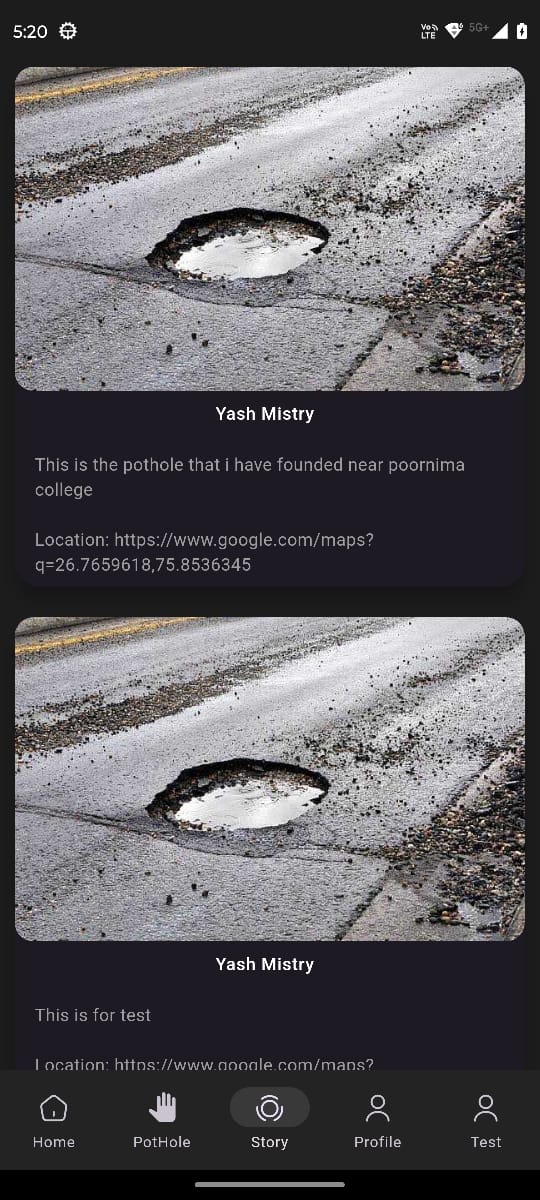 5:20
Vo LTE
6
5G+
Yash Mistry
This is the pothole that i have founded near poornima
college
Location: https://www.google.com/maps?
q=26.7659618,75.8536345
Yash Mistry
This is for test
Location: https://www.google.com/maps?
Home
PotHole
Story
Profile
Test